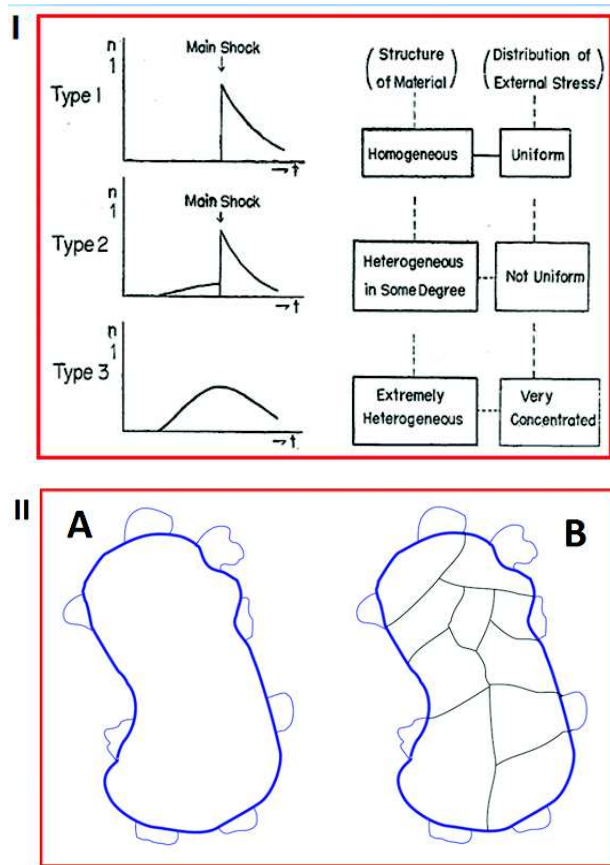 I
n
1
Type 1
Main Shock
↓
→ t
( Structure
of Material )
( Distribution of
External Stress )
Homogeneous
Uniform
n
1
Type 2
Main Shock
↓
→ t
Heterogeneous
in Some Degree
Not Uniform
n
1
Type 3
→ t
Extremely
Heterogeneous
Very
Concentrated
II
A
B